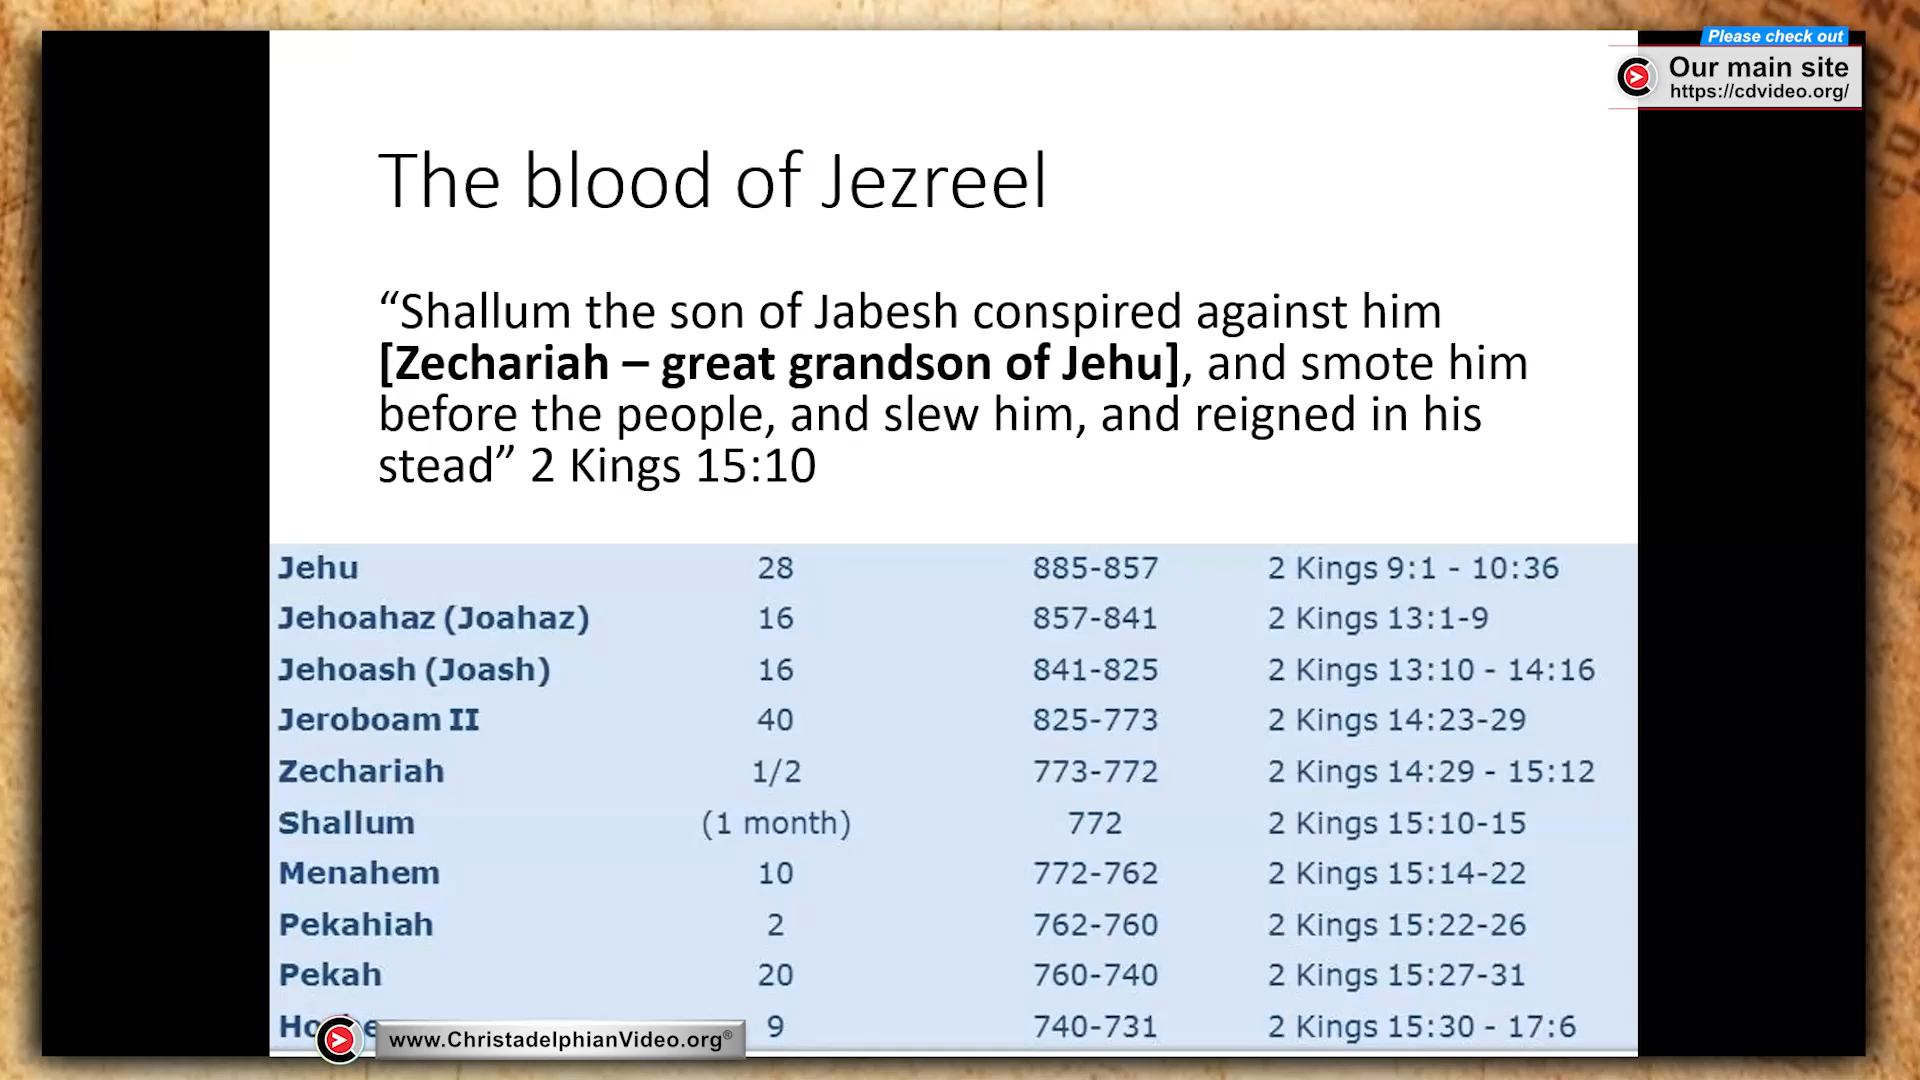 Please check out
Our main site
https://cdvideo.org/
The blood of Jezreel
“Shallum the son of Jabesh conspired against him
[Zechariah – great grandson of Jehu], and smote him
before the people, and slew him, and reigned in his
stead” 2 Kings 15:10
Jehu 28 885-857 2 Kings 9:1 - 10:36
Jehoahaz (Joahaz) 16 857-841 2 Kings 13:1-9
Jehoash (Joash) 16 841-825 2 Kings 13:10 - 14:16
Jeroboam II 40 825-773 2 Kings 14:23-29
Zechariah 1/2 773-772 2 Kings 14:29 - 15:12
Shallum (1 month) 772 2 Kings 15:10-15
Menahem 10 772-762 2 Kings 15:14-22
Pekahiah 2 762-760 2 Kings 15:22-26
Pekah 20 760-740 2 Kings 15:27-31
9 740-731 2 Kings 15:30 - 17:6
www.ChristadelphianVideo.org®